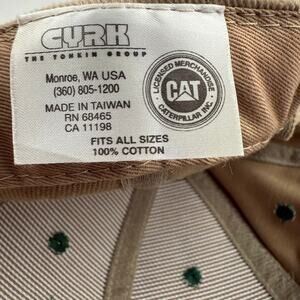 CYRK
THE TONKIN GROUP
Monroe, WA USA
(360) 805-1200
MADE IN TAIWAN
RN 68465
CA 11198
LICENSED MERCHANDISE
CAT
CATERPILLAR INC.
FITS ALL SIZES
100% COTTON